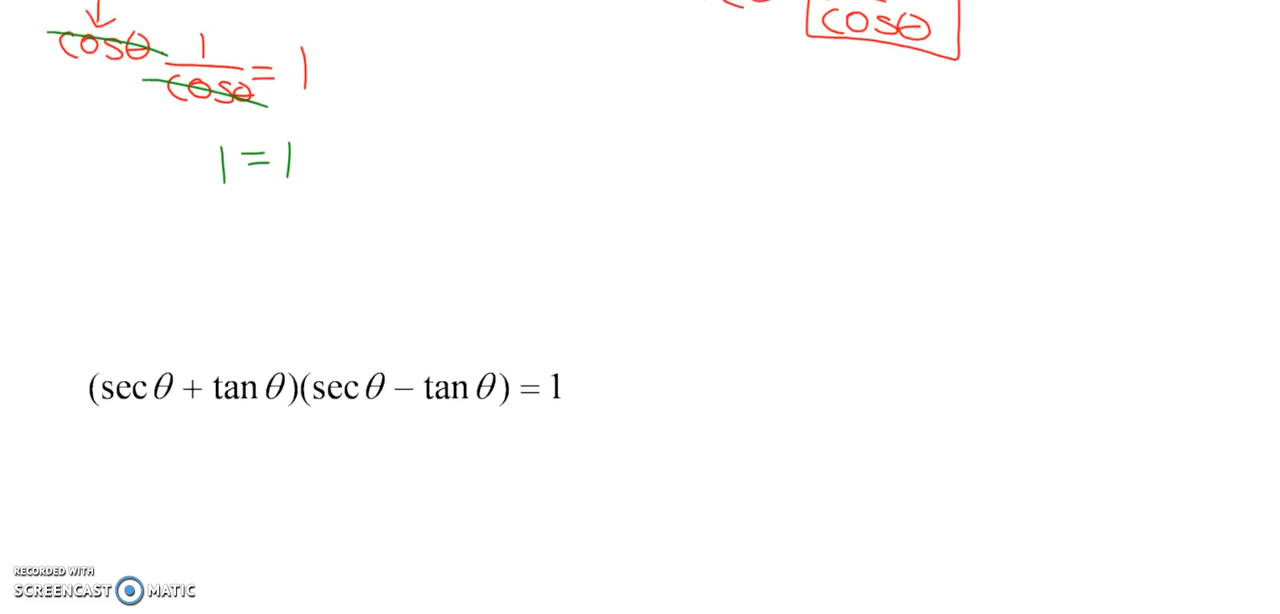 cosθ
cosθ 1/cosθ = 1
1 = 1
(sec θ + tan θ)(sec θ − tan θ) = 1
RECORDED WITH
SCREENCAST MATIC